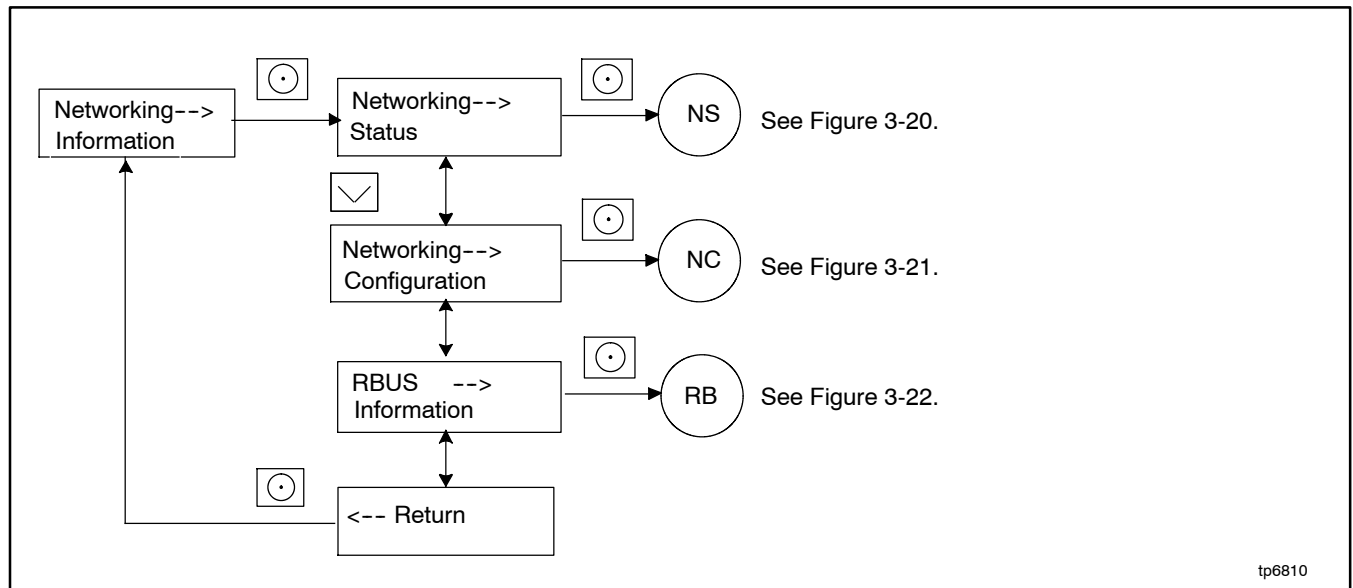 Networking-->
Information
Networking-->
Status
NS
See Figure 3-20.
Networking-->
Configuration
NC
See Figure 3-21.
RBUS -->
Information
RB
See Figure 3-22.
<-- Return
tp6810